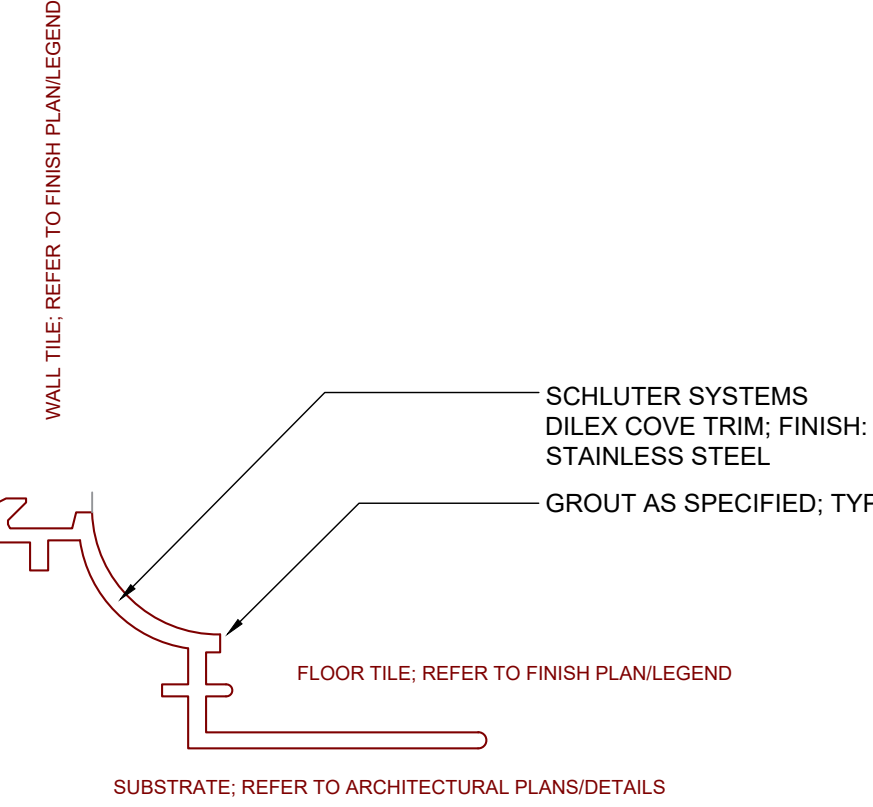 WALL TILE; REFER TO FINISH PLAN/LEGEND
SCHLUTER SYSTEMS
DILEX COVE TRIM; FINISH:
STAINLESS STEEL
GROUT AS SPECIFIED; TYP
FLOOR TILE; REFER TO FINISH PLAN/LEGEND
SUBSTRATE; REFER TO ARCHITECTURAL PLANS/DETAILS